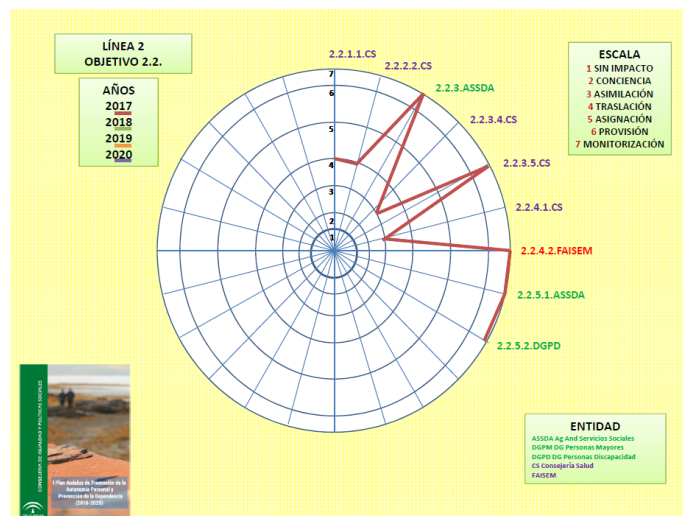 LÍNEA 2
OBJETIVO 2.2.
AÑOS
2017
2018
2019
2020
2.2.1.1.CS
2.2.2.2.CS
2.2.3.ASSDA
2.2.3.4.CS
2.2.3.5.CS
2.2.4.1.CS
2.2.4.2.FAISEM
2.2.5.1.ASSDA
2.2.5.2.DGPD
7
6
5
4
3
2
1
ESCALA
1 SIN IMPACTO
2 CONCIENCIA
3 ASIMILACIÓN
4 TRASLACIÓN
5 ASIGNACIÓN
6 PROVISIÓN
7 MONITORIZACIÓN
CONSEJERÍA DE IGUALDAD Y POLÍTICAS SOCIALES
I Plan Andaluz de Promoción de la
Autonomía Personal y
Prevención de la Dependencia
(2016-2020)
ENTIDAD
ASSDA Ag And Servicios Sociales
DGPM DG Personas Mayores
DGPD DG Personas Discapacidad
CS Consejería Salud
FAISEM